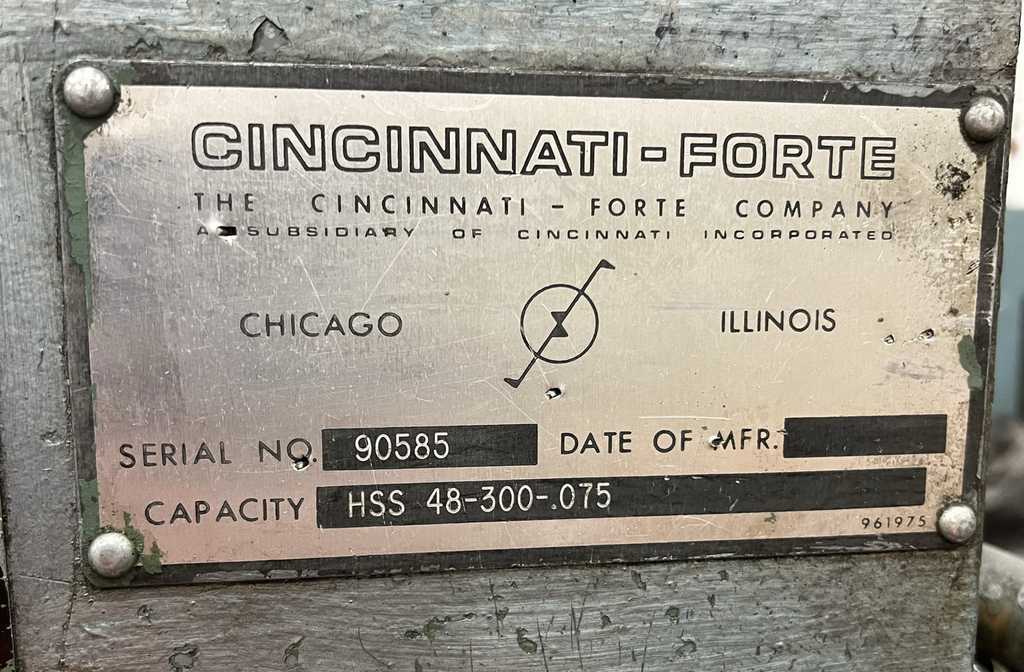 CINCINNATI-FORTE
THE CINCINNATI - FORTE COMPANY
A SUBSIDIARY OF CINCINNATI INCORPORATED
CHICAGO ILLINOIS
SERIAL NO. 90585 DATE OF MFR.
CAPACITY HSS 48-300-.075
961975